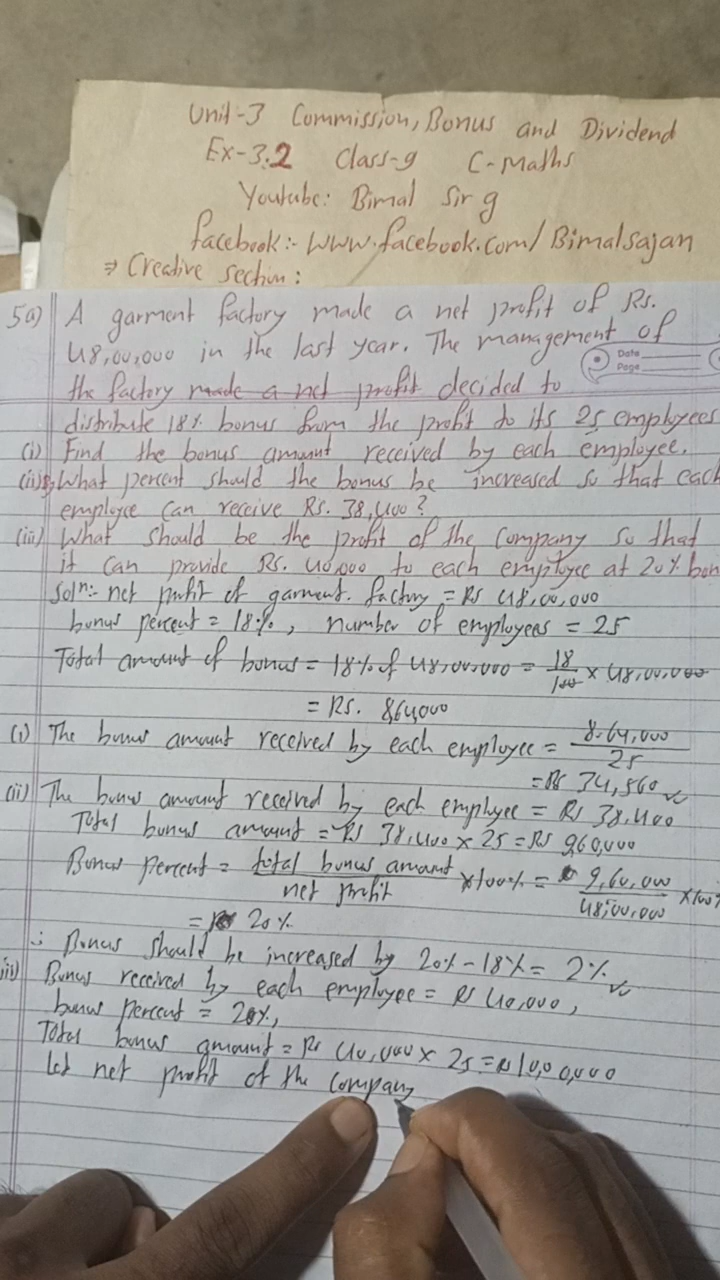 Unit-3 Commission, Bonus and Dividend
Ex-3.2 Class-9 C-Maths
Youtube: Bimal Sir g
facebook:- www.facebook.com/Bimalsajan
⇒ Creative section:
5a) A garment factory made a net profit of Rs.
48,00,000 in the last year. The management of
Date
Page
the factory made a net profit decided to
distribute 18% bonus from the profit to its 25 employees
(i) Find the bonus amount received by each employee.
(ii) What percent should the bonus be increased so that each
employee can receive Rs. 38,400?
(iii) What should be the profit of the company so that
it can provide Rs. 40,000 to each employee at 20% bon
Soln:- net profit of garment factory = Rs 48,00,000
bonus percent = 18%, number of employees = 25
Total amount of bonus = 18% of 48,00,000 = 18/100 × 48,00,000
= Rs. 864000
(i) The bonus amount received by each employee = 8,64,000/25
= Rs 34,560
(ii) The bonus amount received by each employee = Rs 38,400
Total bonus amount = Rs 38,400 × 25 = Rs 960,000
Bonus Percent = total bonus amount/net profit ×100% = 9,60,000/48,00,000 ×100%
= 20%
∴ Bonus should be increased by 20% - 18% = 2%
iii) Bonus received by each employee = Rs 40,000,
bonus percent = 20%,
Total bonus amount = Rs 40,000 × 25 = Rs 10,00,000
Let net profit of the company